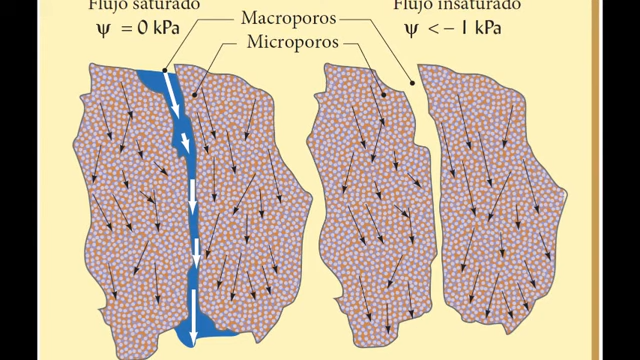 Flujo saturado
ψ = 0 kPa
Macroporos
Microporos
Flujo insaturado
ψ < – 1 kPa